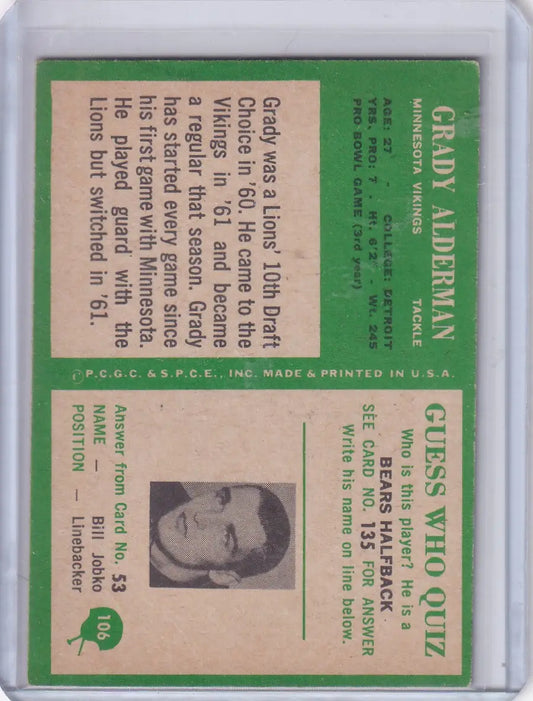 GRADY ALDERMAN
MINNESOTA VIKINGS TACKLE
AGE: 27 - COLLEGE: DETROIT
YRS. PRO: 7 - Ht. 6'2" - Wt. 245
PRO BOWL GAME (3rd year)
Grady was a Lions' 10th Draft
Choice in '60. He came to the
Vikings in '61 and became
a regular that season. Grady
has started every game since
his first game with Minnesota.
He played guard with the
Lions but switched in '61.
© P.C.G.C. & S.P.C.E., INC. MADE & PRINTED IN U.S.A.
GUESS WHO QUIZ
Who is this player? He is a
BEARS HALFBACK
SEE CARD NO. 135 FOR ANSWER
Write his name on line below.
Answer from Card No. 53
NAME — Bill Jobko
POSITION — Linebacker
106